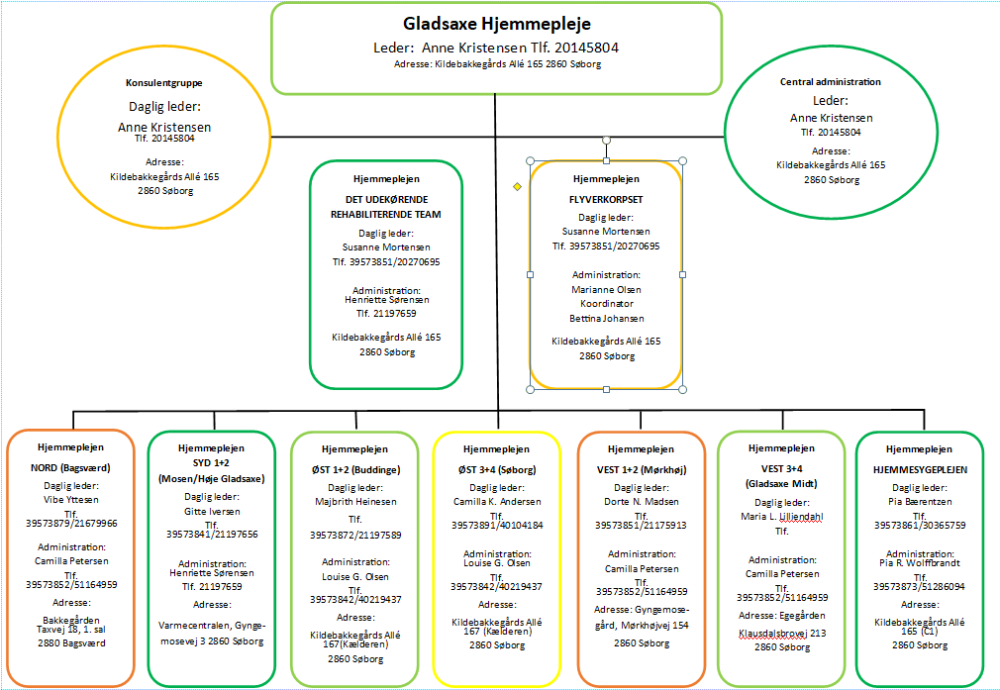 Gladsaxe Hjemmepleje
Leder:  Anne Kristensen Tlf. 20145804
Adresse: Kildebakkegårds Allé 165 2860 Søborg
Konsulentgruppe
Daglig leder:
Anne Kristensen
Tlf. 20145804
Adresse:
Kildebakkegårds Allé 165
2860 Søborg
Central administration
Leder:
Anne Kristensen
Tlf. 20145804
Adresse:
Kildebakkegårds Allé 165
2860 Søborg
Hjemmeplejen
DET UDEKØRENDE
REHABILITERENDE TEAM
Daglig leder:
Susanne Mortensen
Tlf. 39573851/20270695
Administration:
Henriette Sørensen
Tlf. 21197659
Kildebakkegårds Allé 165
2860 Søborg
Hjemmeplejen
FLYVERKORPSET
Daglig leder:
Susanne Mortensen
Tlf. 39573851/20270695
Administration:
Marianne Olsen
Koordinator
Bettina Johansen
Kildebakkegårds Allé 165
2860 Søborg
Hjemmeplejen
NORD (Bagsværd)
Daglig leder:
Vibe Yttesen
Tlf.
39573879/21679966
Administration:
Camilla Petersen
Tlf.
39573852/51164959
Adresse:
Bakkegården
Taxvej 18, 1. sal
2880 Bagsværd
Hjemmeplejen
SYD 1+2
(Mosen/Høje Gladsaxe)
Daglig leder:
Gitte Iversen
Tlf.
39573841/21197656
Administration:
Henriette Sørensen
Tlf. 21197659
Adresse:
Varmecentralen, Gynge-
mosevej 3 2860 Søborg
Hjemmeplejen
ØST 1+2 (Buddinge)
Daglig leder:
Majbrith Heinesen
Tlf.
39573872/21197589
Administration:
Louise G. Olsen
Tlf.
39573842/40219437
Adresse:
Kildebakkegårds Allé
167(Kælderen)
2860 Søborg
Hjemmeplejen
ØST 3+4 (Søborg)
Daglig leder:
Camilla K. Andersen
Tlf.
39573891/40104184
Administration:
Louise G. Olsen
Tlf.
39573842/40219437
Adresse:
Kildebakkegårds Allé
167 (Kælderen)
2860 Søborg
Hjemmeplejen
VEST 1+2 (Mørkhøj)
Daglig leder:
Dorte N. Madsen
Tlf.
39573851/21175913
Administration:
Camilla Petersen
Tlf.
39573852/51164959
Adresse: Gyngemose-
gård, Mørkhøjvej 154
2860 Søborg
Hjemmeplejen
VEST 3+4
(Gladsaxe Midt)
Daglig leder:
Maria L. Lilliendahl
Tlf.
Administration:
Camilla Petersen
Tlf.
39573852/51164959
Adresse: Egegården
Klausdalsbrovej 213
2860 Søborg
Hjemmeplejen
HJEMMESYGEPLEJEN
Daglig leder:
Pia Bærentzen
Tlf.
39573861/30365759
Administration:
Pia R. Wolffbrandt
Tlf.
39573873/51286094
Adresse:
Kildebakkegårds Allé
165 (C1)
2860 Søborg